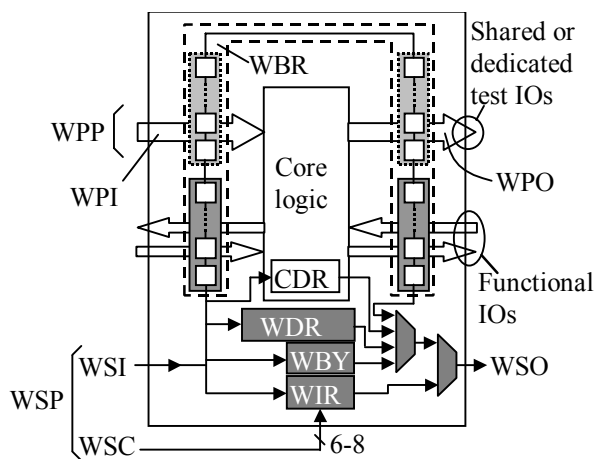 Shared or
dedicated
test IOs
WBR
WPP
WPI
Core
logic
WPO
CDR
Functional
IOs
WDR
WSI
WBY
WSO
WSP
WIR
WSC
6-8